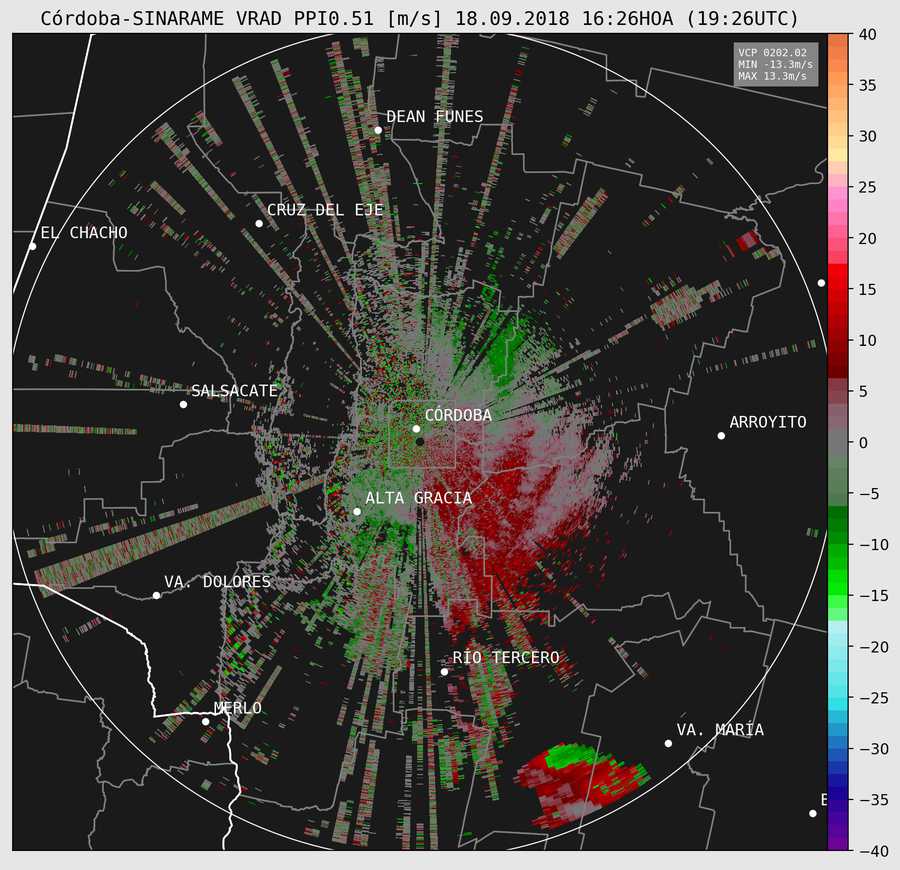 Córdoba-SINARAME VRAD PPI0.51 [m/s] 18.09.2018 16:26HOA (19:26UTC)
VCP 0202.02
MIN -13.3m/s
MAX 13.3m/s
DEAN FUNES
CRUZ DEL EJE
EL CHACHO
SALSACATE
CÓRDOBA
ARROYITO
ALTA GRACIA
VA. DOLORES
RÍO TERCERO
MERLO
VA. MARÍA
40
35
30
25
20
15
10
5
0
−5
−10
−15
−20
−25
−30
−35
−40